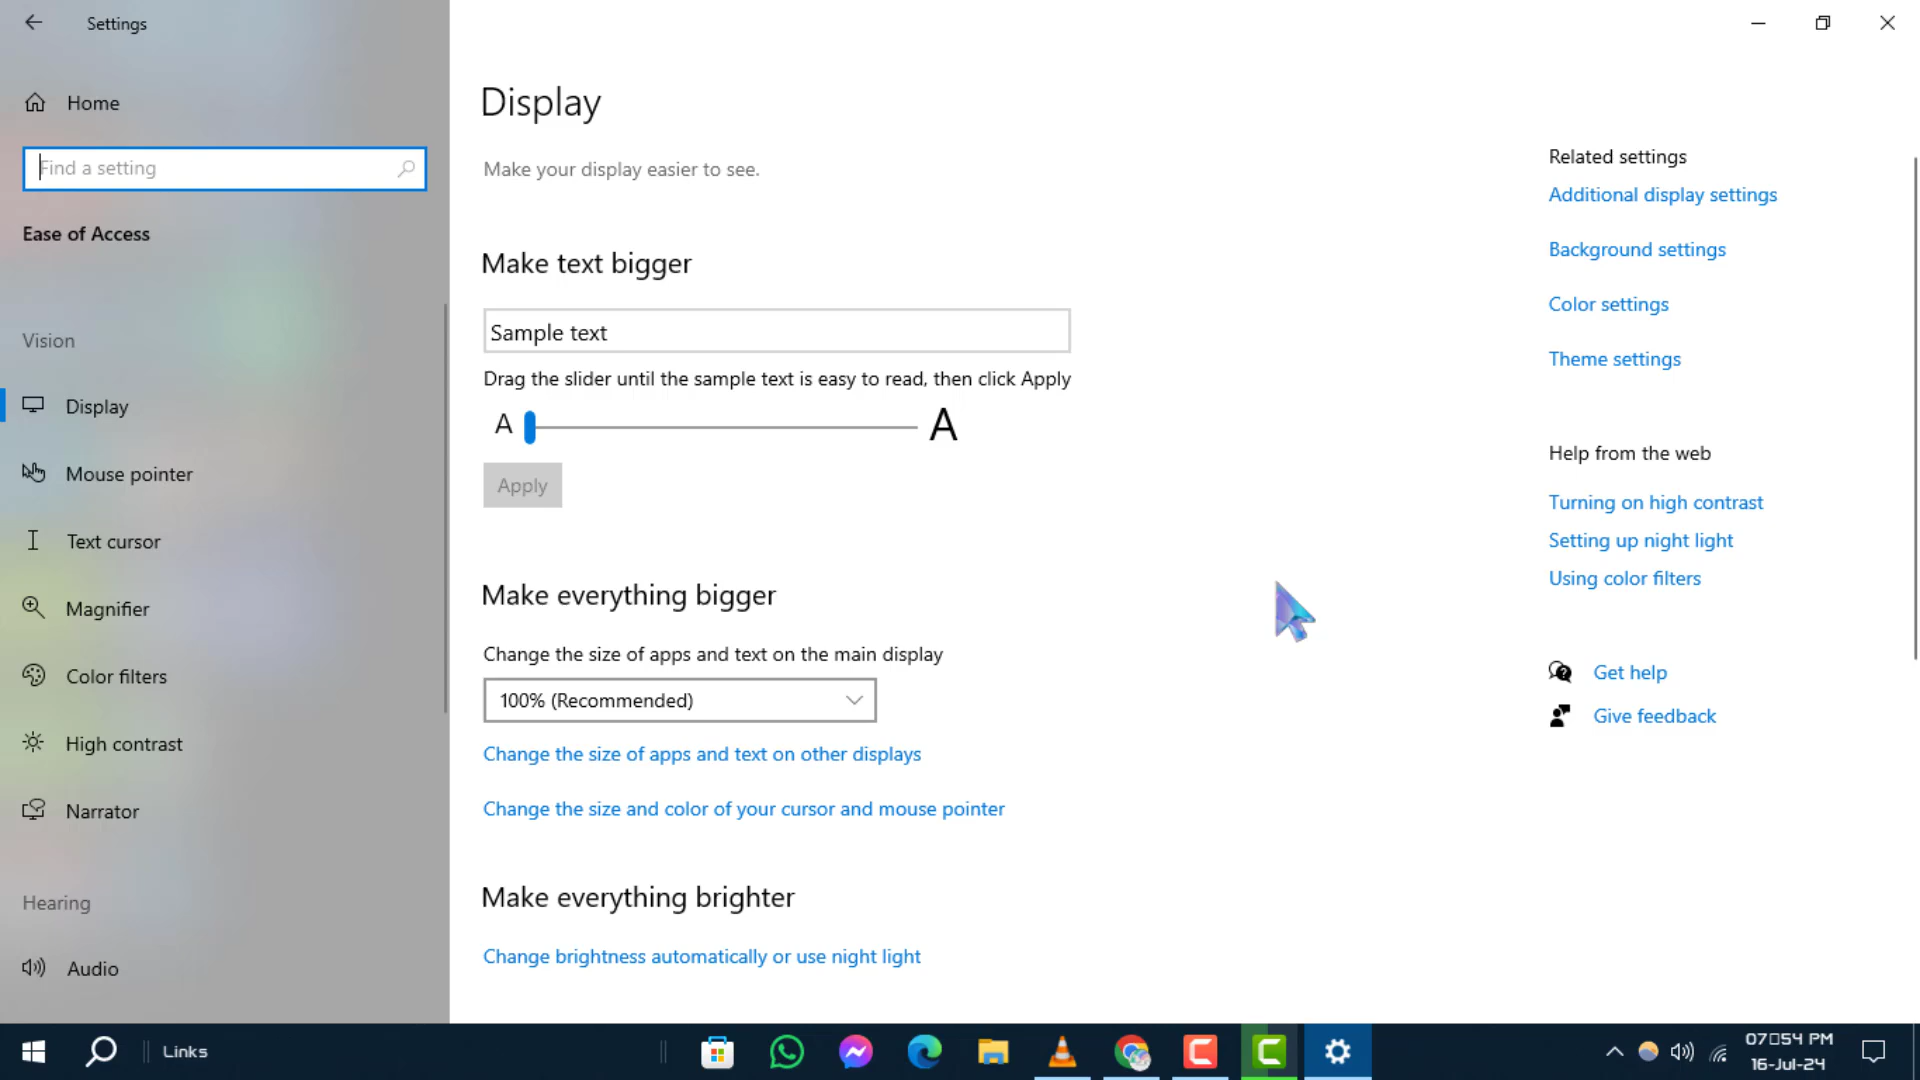 Settings
Home
Find a setting
Ease of Access
Vision
Display
Mouse pointer
Text cursor
Magnifier
Color filters
High contrast
Narrator
Hearing
Audio
Display
Make your display easier to see.
Make text bigger
Sample text
Drag the slider until the sample text is easy to read, then click Apply
A A
Apply
Make everything bigger
Change the size of apps and text on the main display
100% (Recommended)
Change the size of apps and text on other displays
Change the size and color of your cursor and mouse pointer
Make everything brighter
Change brightness automatically or use night light
Related settings
Additional display settings
Background settings
Color settings
Theme settings
Help from the web
Turning on high contrast
Setting up night light
Using color filters
Get help
Give feedback
Links
07▯54 PM
16-Jul-24